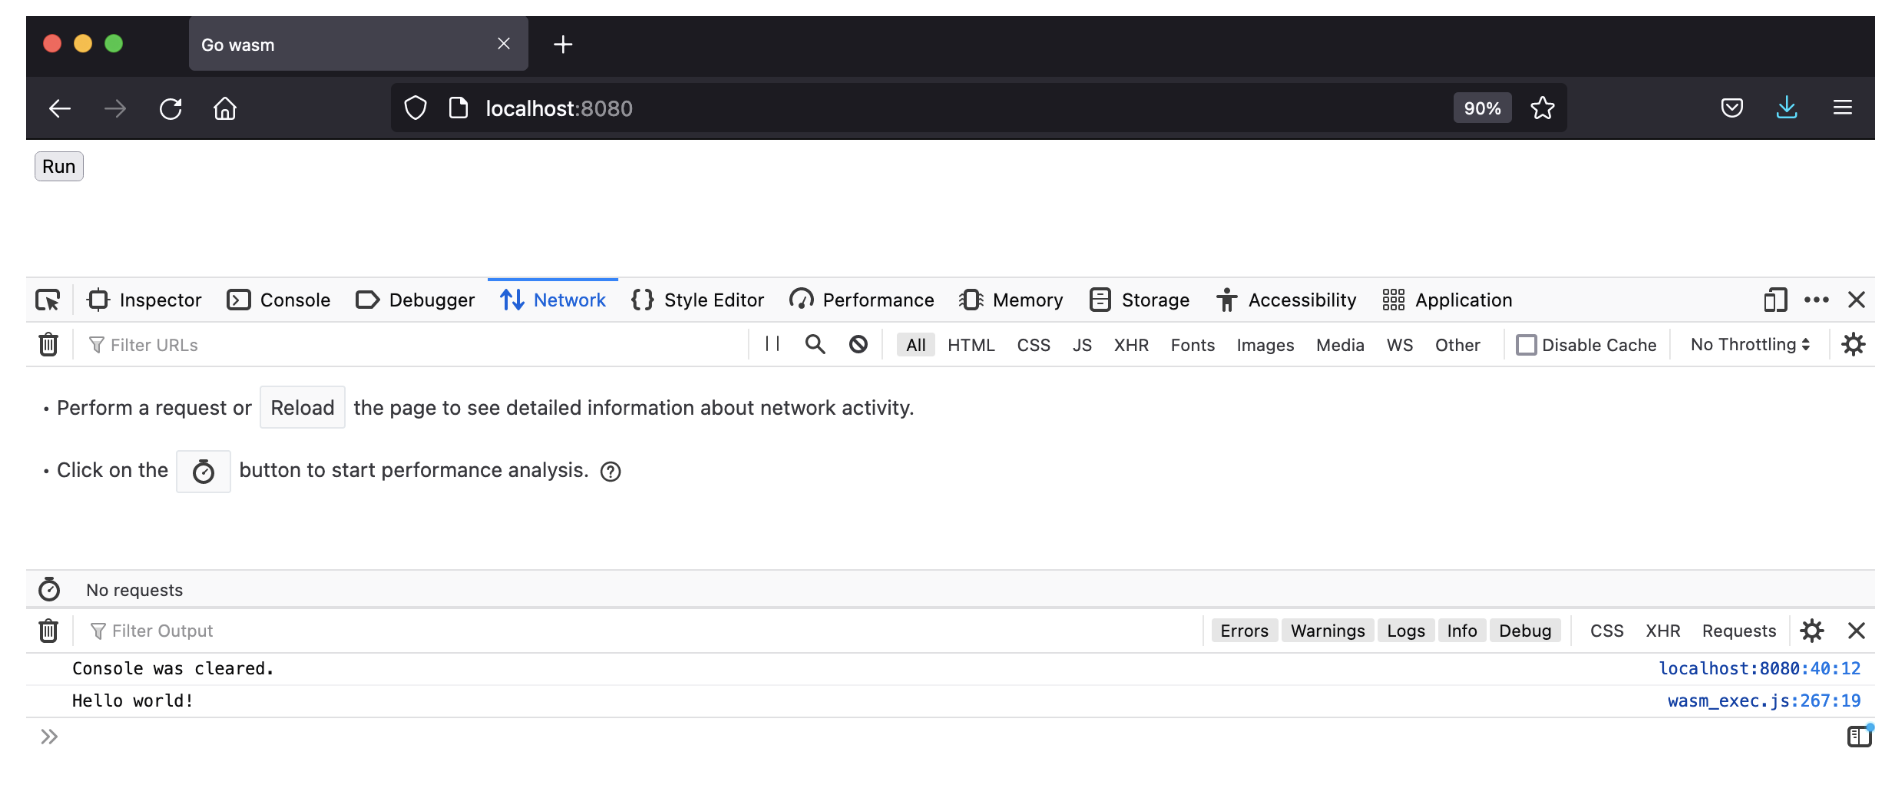 Go wasm
localhost:8080 90%
Run
Inspector Console Debugger Network Style Editor Performance Memory Storage Accessibility Application
Filter URLs All HTML CSS JS XHR Fonts Images Media WS Other Disable Cache No Throttling
• Perform a request or Reload the page to see detailed information about network activity.
• Click on the button to start performance analysis.
No requests
Filter Output Errors Warnings Logs Info Debug CSS XHR Requests
Console was cleared. localhost:8080:40:12
Hello world! wasm_exec.js:267:19